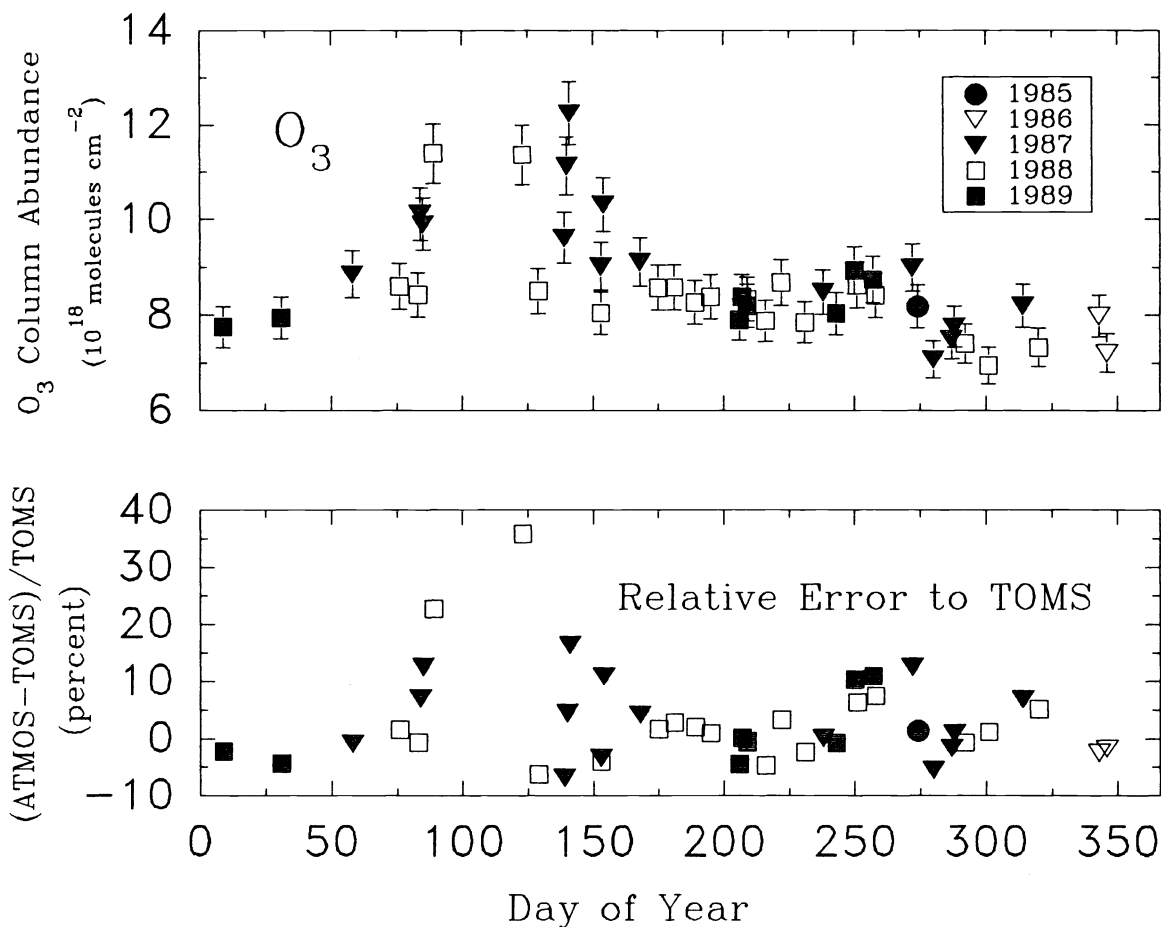 14
12
10
8
6
O3 Column Abundance
(10^18 molecules cm^-2)
O3
1985
1986
1987
1988
1989
40
30
20
10
0
-10
(ATMOS-TOMS)/TOMS
(percent)
Relative Error to TOMS
0 50 100 150 200 250 300 350
Day of Year